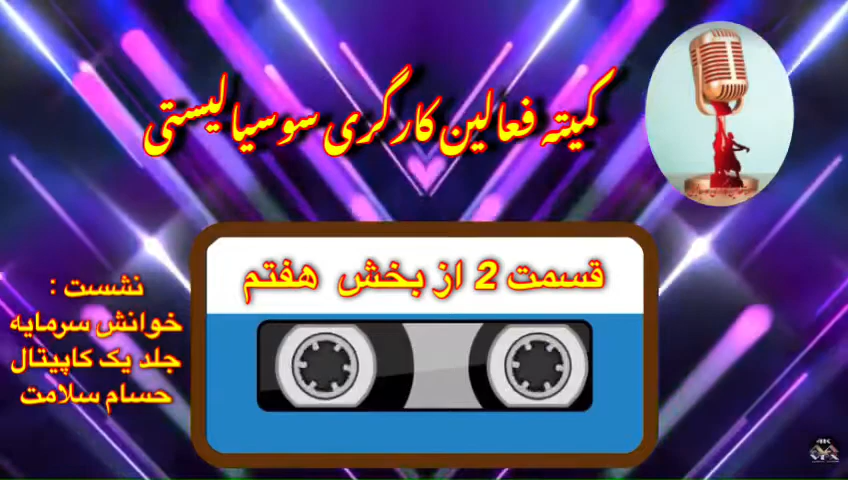 کمیته فعالین کارگری سوسیالیستی
قسمت 2 از بخش هفتم
نشست :
خوانش سرمایه
جلد یک کاپیتال
حسام سلامت